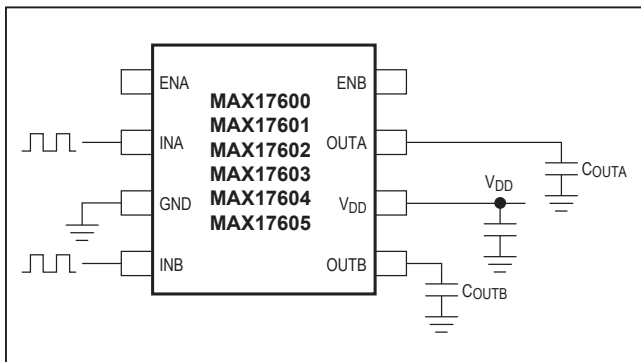 ENA
ENB
MAX17600
MAX17601
MAX17602
MAX17603
MAX17604
MAX17605
INA
OUTA
COUTA
GND
VDD
VDD
INB
OUTB
COUTB